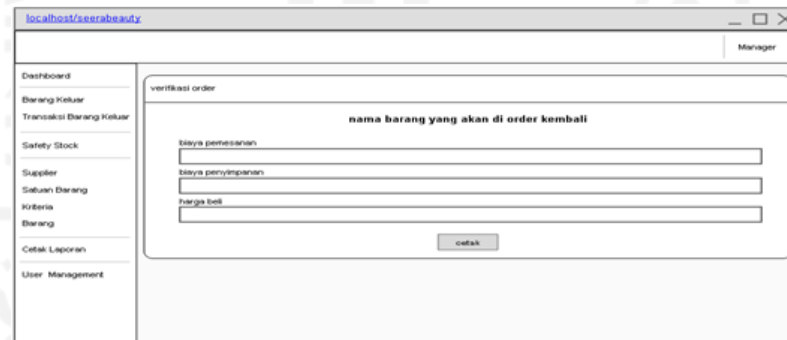 localhost/seerabeauty
Manager
Dashboard
Barang Keluar
Transaksi Barang Keluar
Safety Stock
Supplier
Satuan Barang
Kriteria
Barang
Cetak Laporan
User Management
verifikasi order
nama barang yang akan di order kembali
biaya pemesanan
biaya penyimpanan
harga beli
cetak